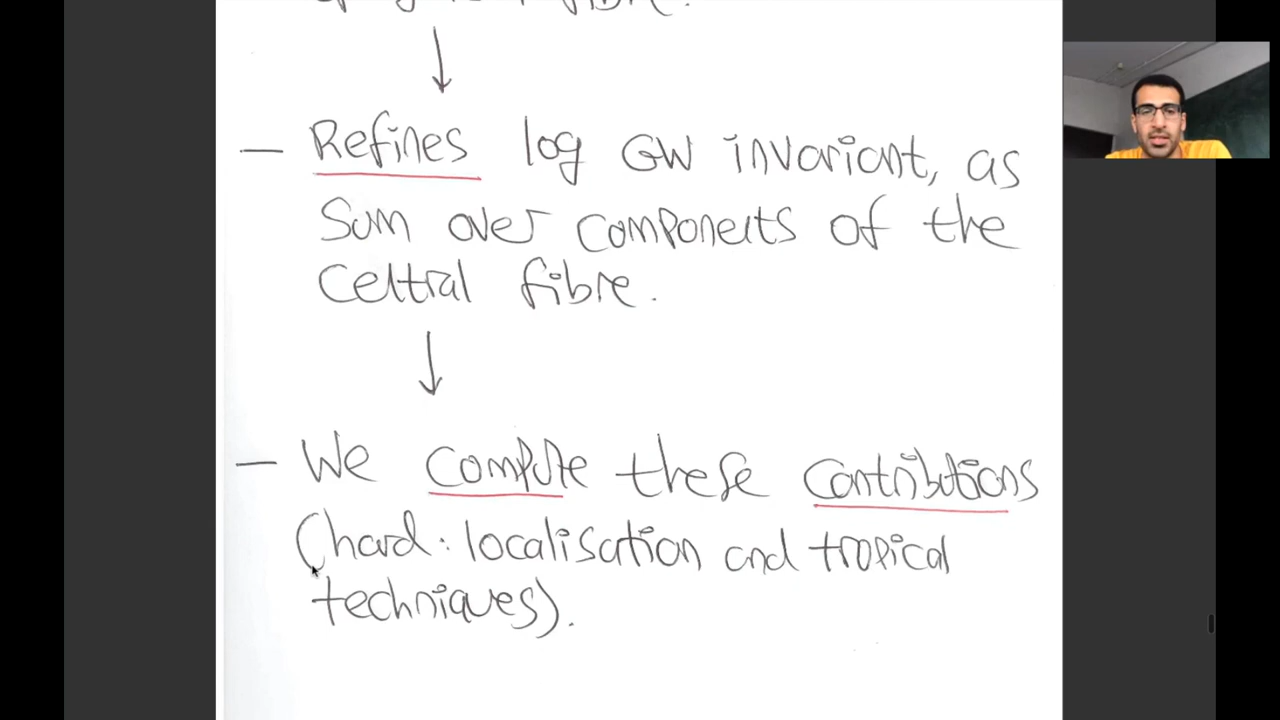 fibre.
— Refines log GW invariant, as
Sum over components of the
Central fibre.
— We compute these contributions
(hard: localisation and tropical
techniques).